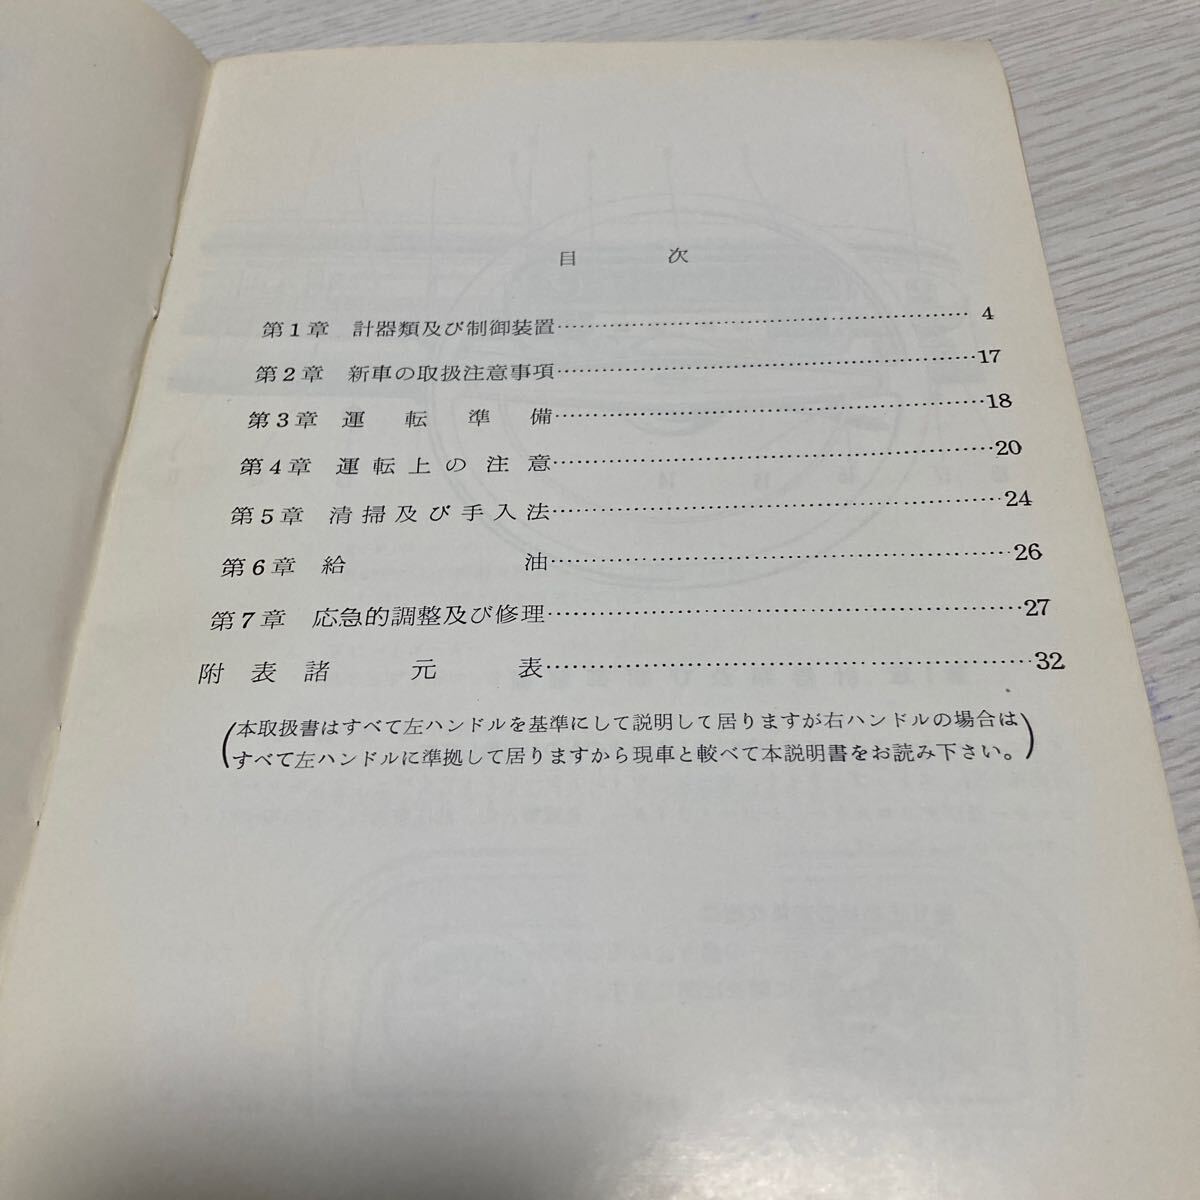 目次
第1章 計器類及び制御装置……………………………4
第2章 新車の取扱注意事項……………………………17
第3章 運転準備……………………………18
第4章 運転上の注意……………………………20
第5章 清掃及び手入法……………………………24
第6章 給油……………………………26
第7章 応急的調整及び修理……………………………27
附表 諸元表……………………………32
(本取扱書はすべて左ハンドルを基準にして説明して居りますが右ハンドルの場合は
すべて左ハンドルに準拠して居りますから現車と較べて本説明書をお読み下さい。)